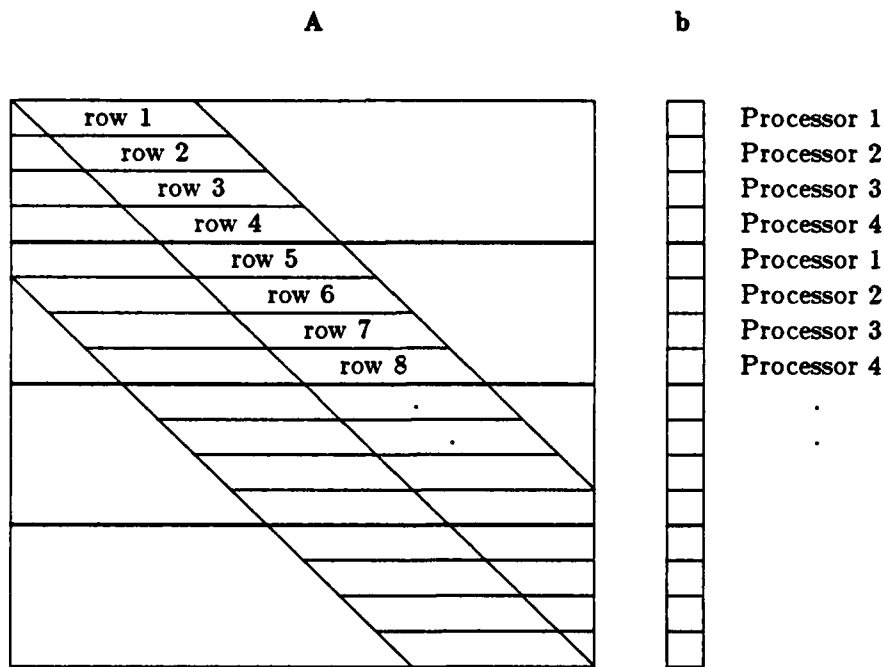 A b
row 1 Processor 1
row 2 Processor 2
row 3 Processor 3
row 4 Processor 4
row 5 Processor 1
row 6 Processor 2
row 7 Processor 3
row 8 Processor 4
. .
. .